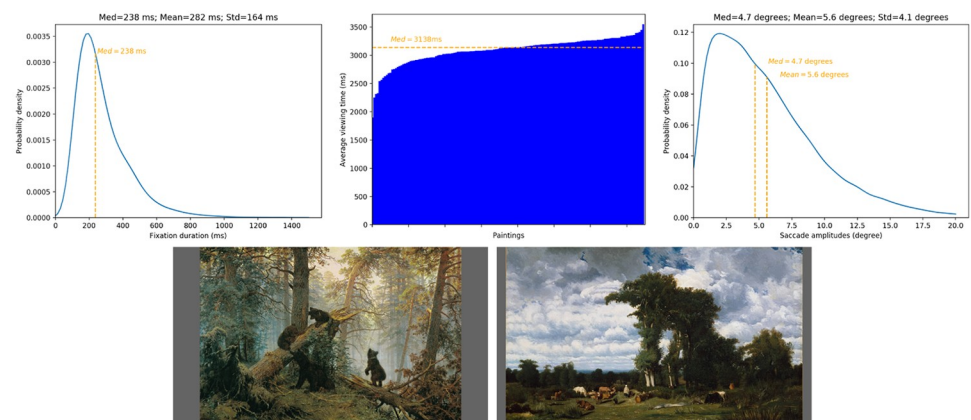 Med=238 ms; Mean=282 ms; Std=164 ms
0.0035
0.0030
0.0025
0.0020
0.0015
0.0010
0.0005
0.0000
Probability density
Med = 238 ms
0 200 400 600 800 1000 1200 1400
Fixation duration (ms)
3500
3000
2500
2000
1500
1000
500
0
Average viewing time (ms)
Med = 3138ms
Paintings
Med=4.7 degrees; Mean=5.6 degrees; Std=4.1 degrees
0.12
0.10
0.08
0.06
0.04
0.02
0.00
Probability density
Med = 4.7 degrees
Mean = 5.6 degrees
0.0 2.5 5.0 7.5 10.0 12.5 15.0 17.5 20.0
Saccade amplitudes (degree)